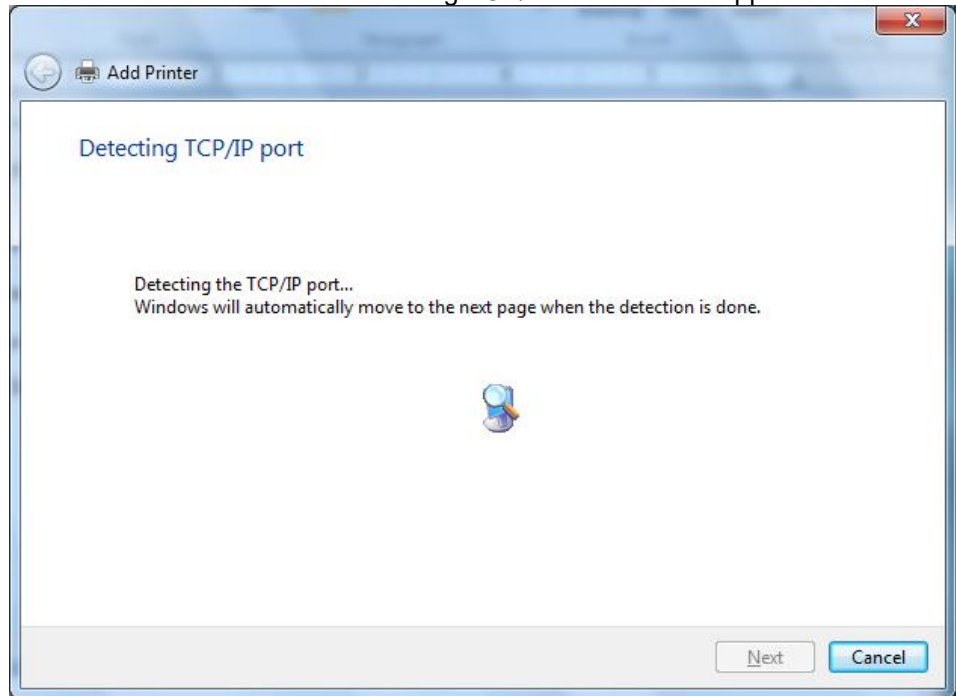 Add Printer
Detecting TCP/IP port
Detecting the TCP/IP port...
Windows will automatically move to the next page when the detection is done.
Next
Cancel